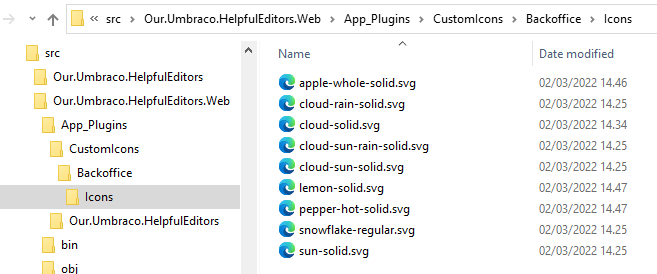 « src > Our.Umbraco.HelpfulEditors.Web > App_Plugins > CustomIcons > Backoffice > Icons
src
Our.Umbraco.HelpfulEditors
Our.Umbraco.HelpfulEditors.Web
App_Plugins
CustomIcons
Backoffice
Icons
Our.Umbraco.HelpfulEditors
bin
obj
Name Date modified
apple-whole-solid.svg 02/03/2022 14.46
cloud-rain-solid.svg 02/03/2022 14.25
cloud-solid.svg 02/03/2022 14.34
cloud-sun-rain-solid.svg 02/03/2022 14.25
cloud-sun-solid.svg 02/03/2022 14.25
lemon-solid.svg 02/03/2022 14.47
pepper-hot-solid.svg 02/03/2022 14.47
snowflake-regular.svg 02/03/2022 14.25
sun-solid.svg 02/03/2022 14.25